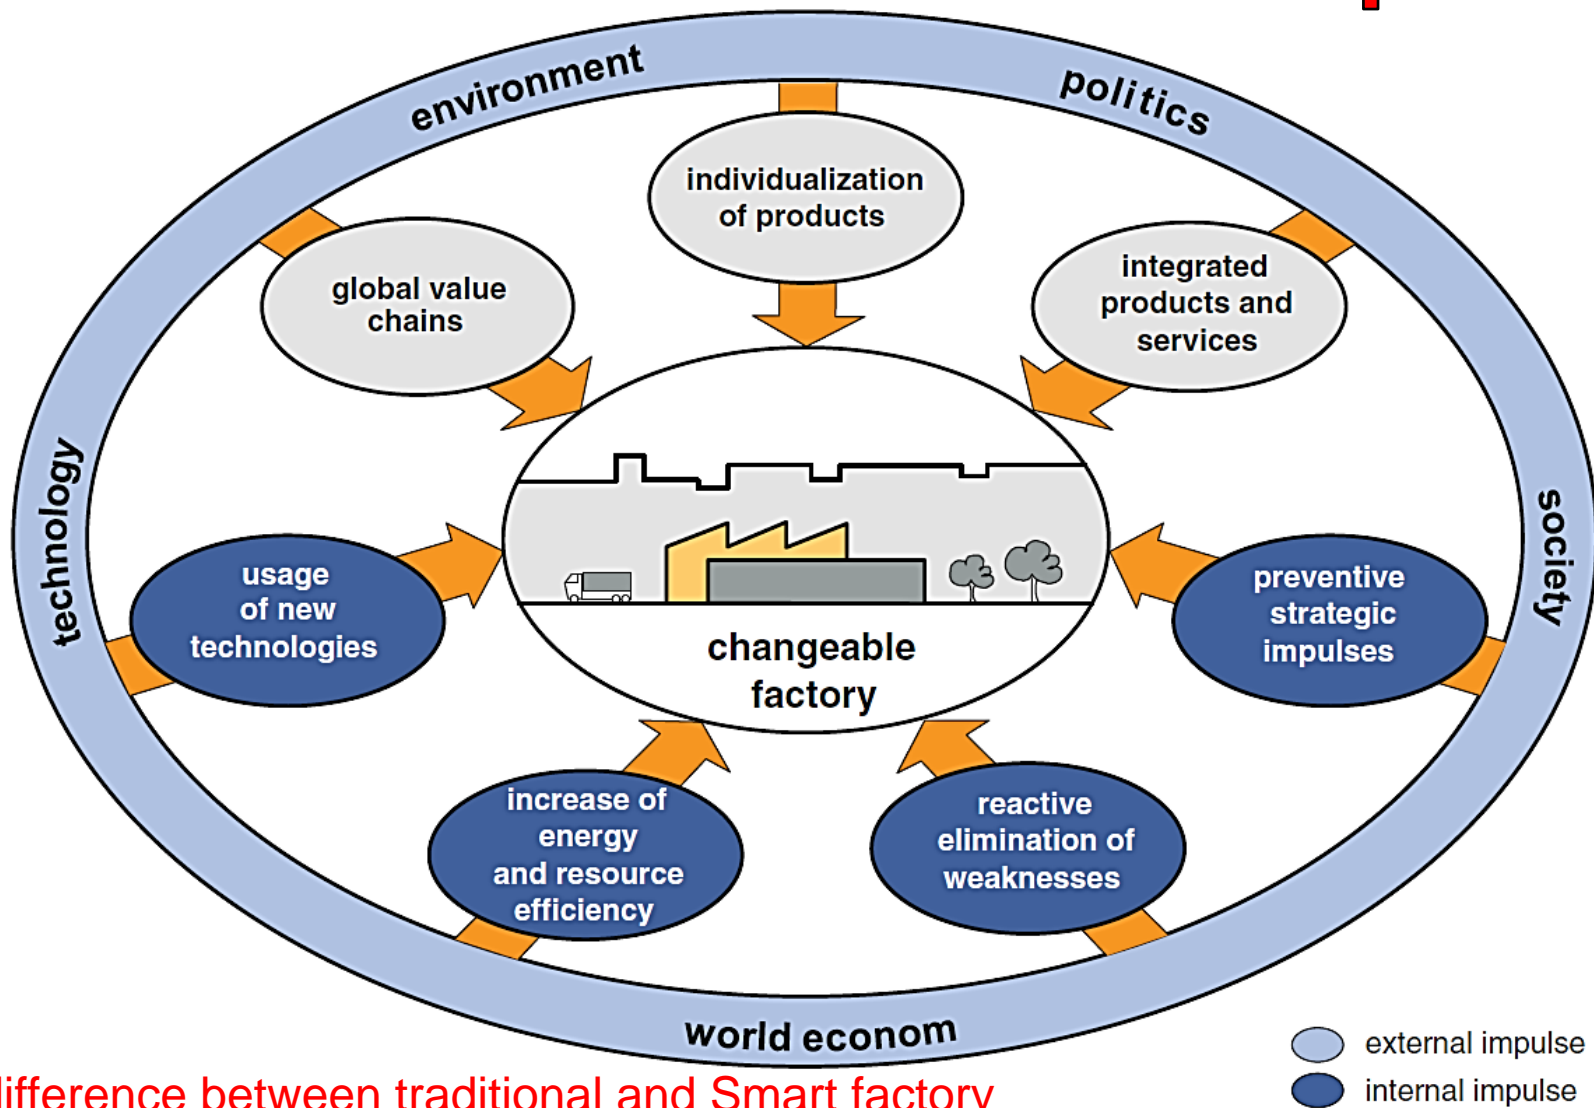 environment
politics
individualization
of products
global value
chains
integrated
products and
services
technology
society
usage
of new
technologies
preventive
strategic
impulses
changeable
factory
increase of
energy
and resource
efficiency
reactive
elimination of
weaknesses
world econom
external impulse
internal impulse
difference between traditional and Smart factory